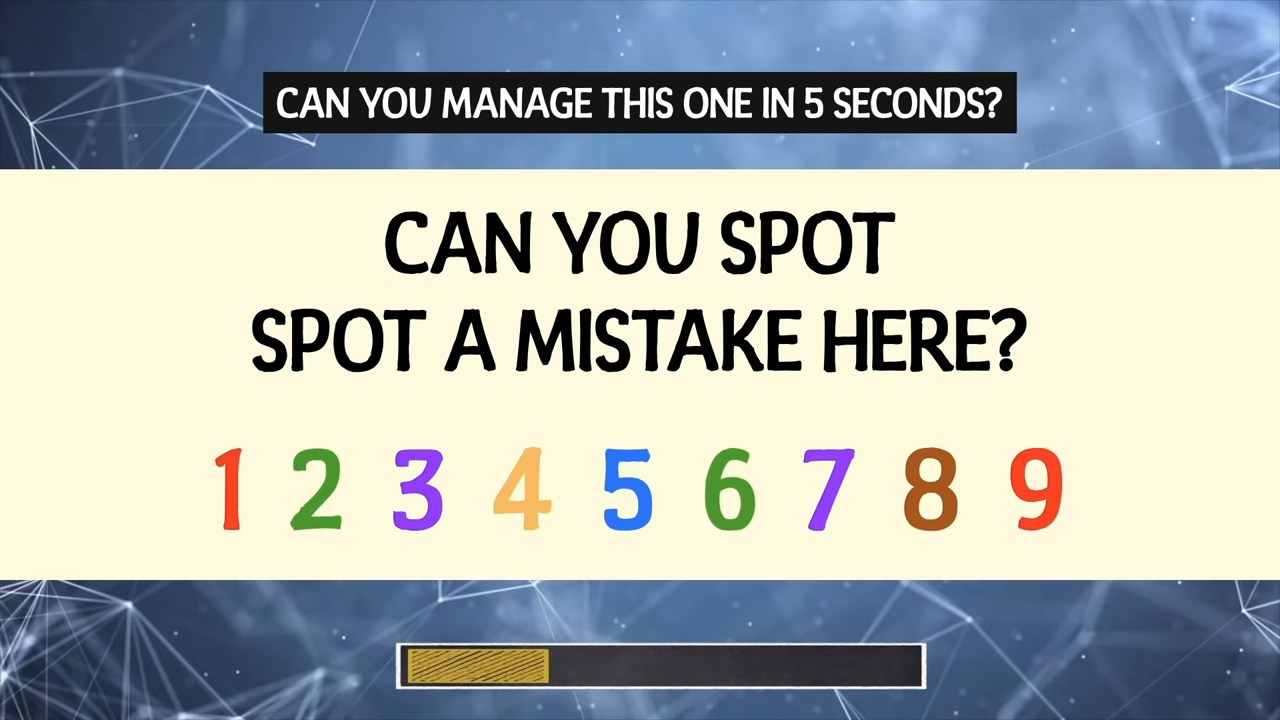 CAN YOU MANAGE THIS ONE IN 5 SECONDS?
CAN YOU SPOT
SPOT A MISTAKE HERE?
1 2 3 4 5 6 7 8 9